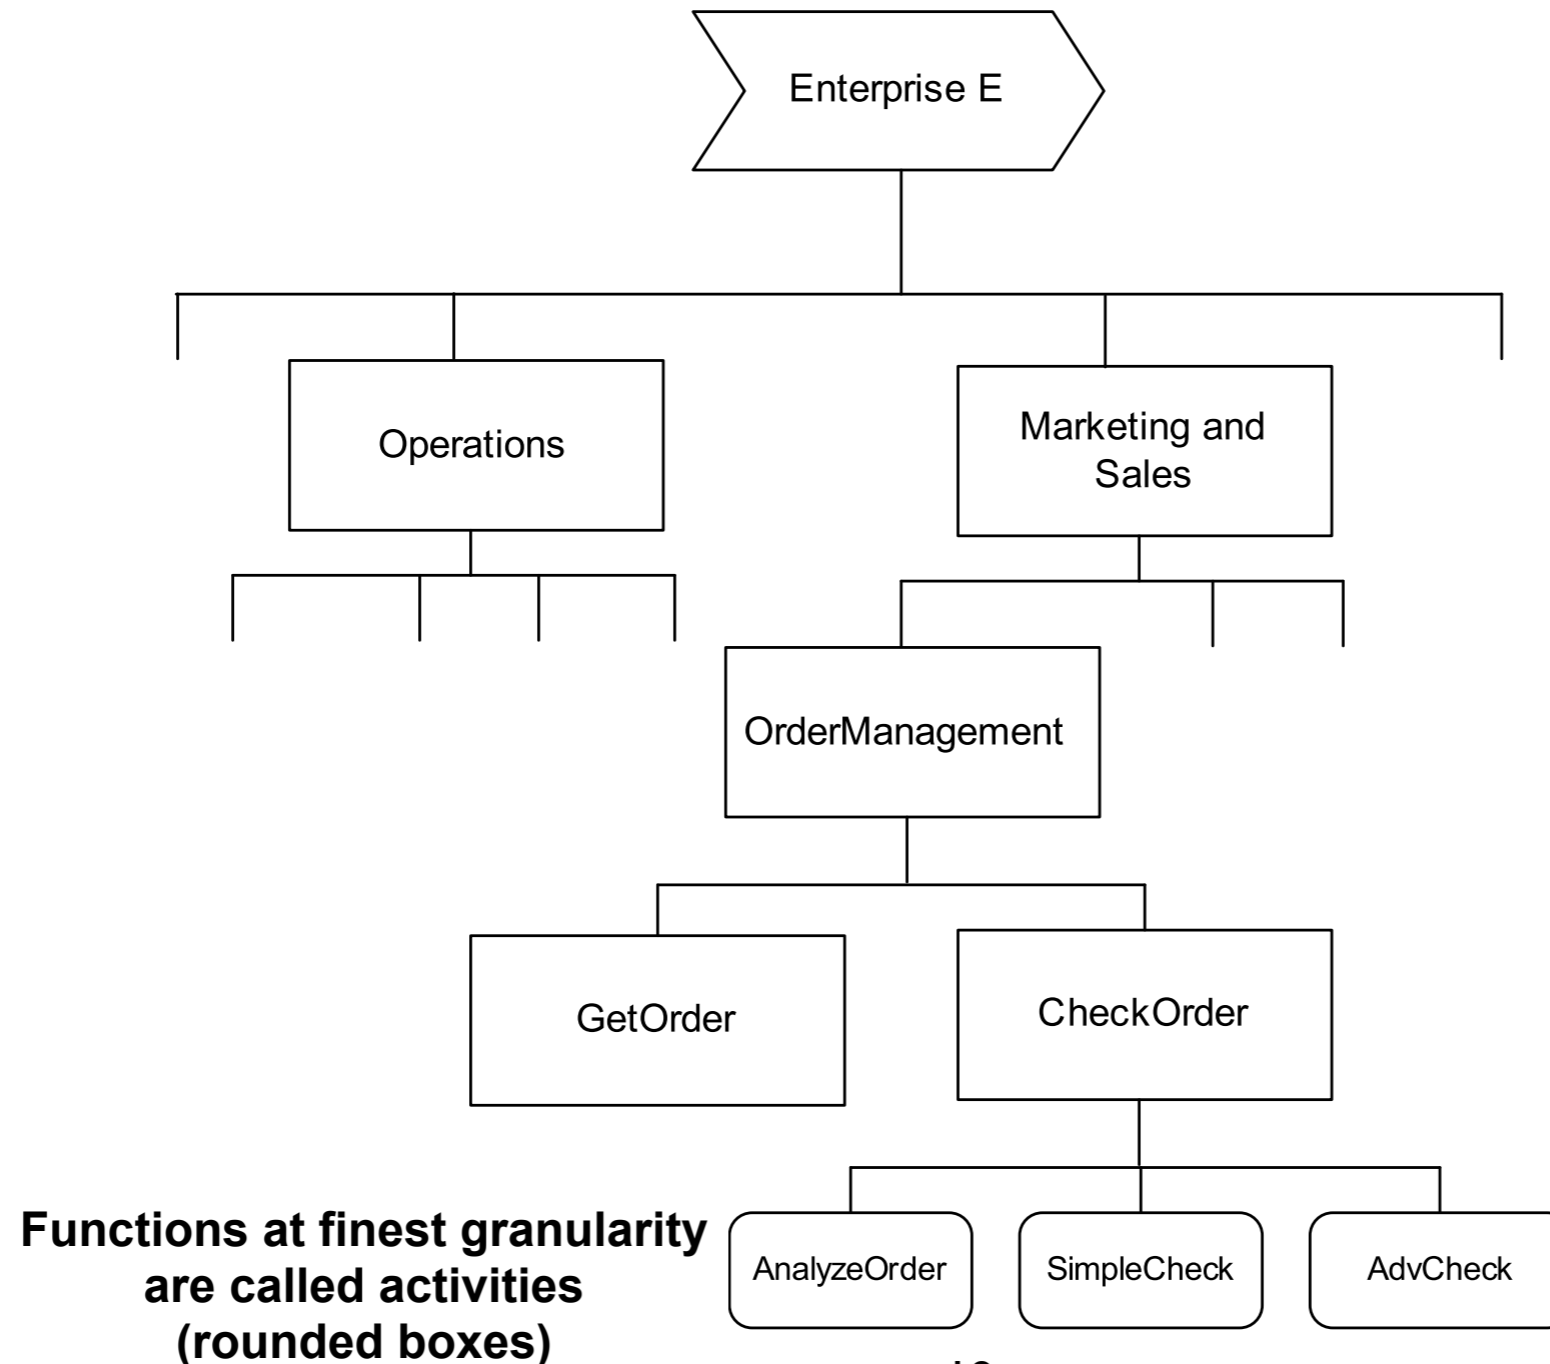 Enterprise E
Operations
Marketing and
Sales
OrderManagement
GetOrder
CheckOrder
Functions at finest granularity
are called activities
(rounded boxes)
AnalyzeOrder
SimpleCheck
AdvCheck